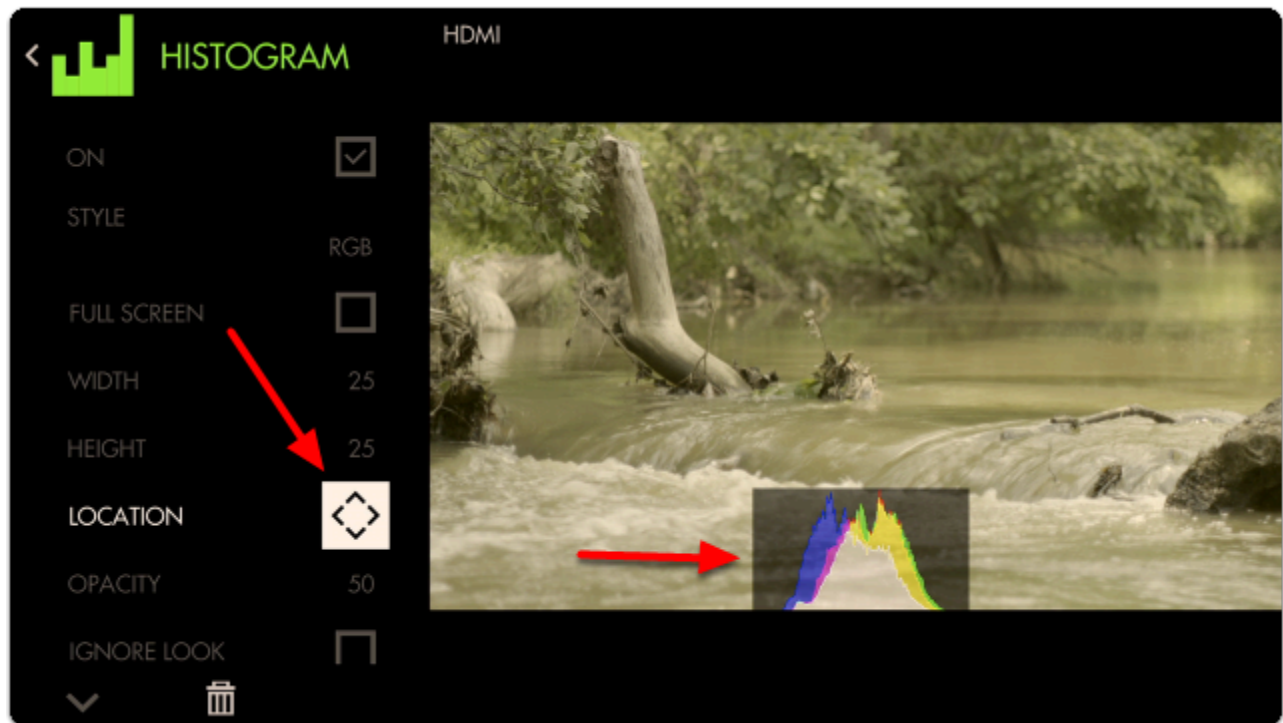 HISTOGRAM
HDMI
ON
STYLE
RGB
FULL SCREEN
WIDTH 25
HEIGHT 25
LOCATION
OPACITY 50
IGNORE LOOK